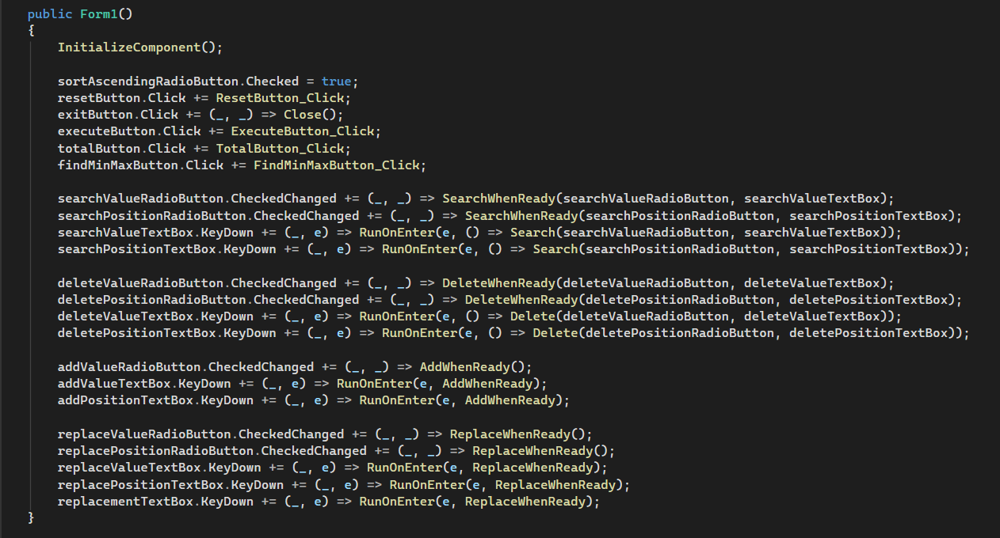 public Form1()
{
InitializeComponent();
sortAscendingRadioButton.Checked = true;
resetButton.Click += ResetButton_Click;
exitButton.Click += (_, _) => Close();
executeButton.Click += ExecuteButton_Click;
totalButton.Click += TotalButton_Click;
findMinMaxButton.Click += FindMinMaxButton_Click;
searchValueRadioButton.CheckedChanged += (_, _) => SearchWhenReady(searchValueRadioButton, searchValueTextBox);
searchPositionRadioButton.CheckedChanged += (_, _) => SearchWhenReady(searchPositionRadioButton, searchPositionTextBox);
searchValueTextBox.KeyDown += (_, e) => RunOnEnter(e, () => Search(searchValueRadioButton, searchValueTextBox));
searchPositionTextBox.KeyDown += (_, e) => RunOnEnter(e, () => Search(searchPositionRadioButton, searchPositionTextBox));
deleteValueRadioButton.CheckedChanged += (_, _) => DeleteWhenReady(deleteValueRadioButton, deleteValueTextBox);
deletePositionRadioButton.CheckedChanged += (_, _) => DeleteWhenReady(deletePositionRadioButton, deletePositionTextBox);
deleteValueTextBox.KeyDown += (_, e) => RunOnEnter(e, () => Delete(deleteValueRadioButton, deleteValueTextBox));
deletePositionTextBox.KeyDown += (_, e) => RunOnEnter(e, () => Delete(deletePositionRadioButton, deletePositionTextBox));
addValueRadioButton.CheckedChanged += (_, _) => AddWhenReady();
addValueTextBox.KeyDown += (_, e) => RunOnEnter(e, AddWhenReady);
addPositionTextBox.KeyDown += (_, e) => RunOnEnter(e, AddWhenReady);
replaceValueRadioButton.CheckedChanged += (_, _) => ReplaceWhenReady();
replacePositionRadioButton.CheckedChanged += (_, _) => ReplaceWhenReady();
replaceValueTextBox.KeyDown += (_, e) => RunOnEnter(e, ReplaceWhenReady);
replacePositionTextBox.KeyDown += (_, e) => RunOnEnter(e, ReplaceWhenReady);
replacementTextBox.KeyDown += (_, e) => RunOnEnter(e, ReplaceWhenReady);
}